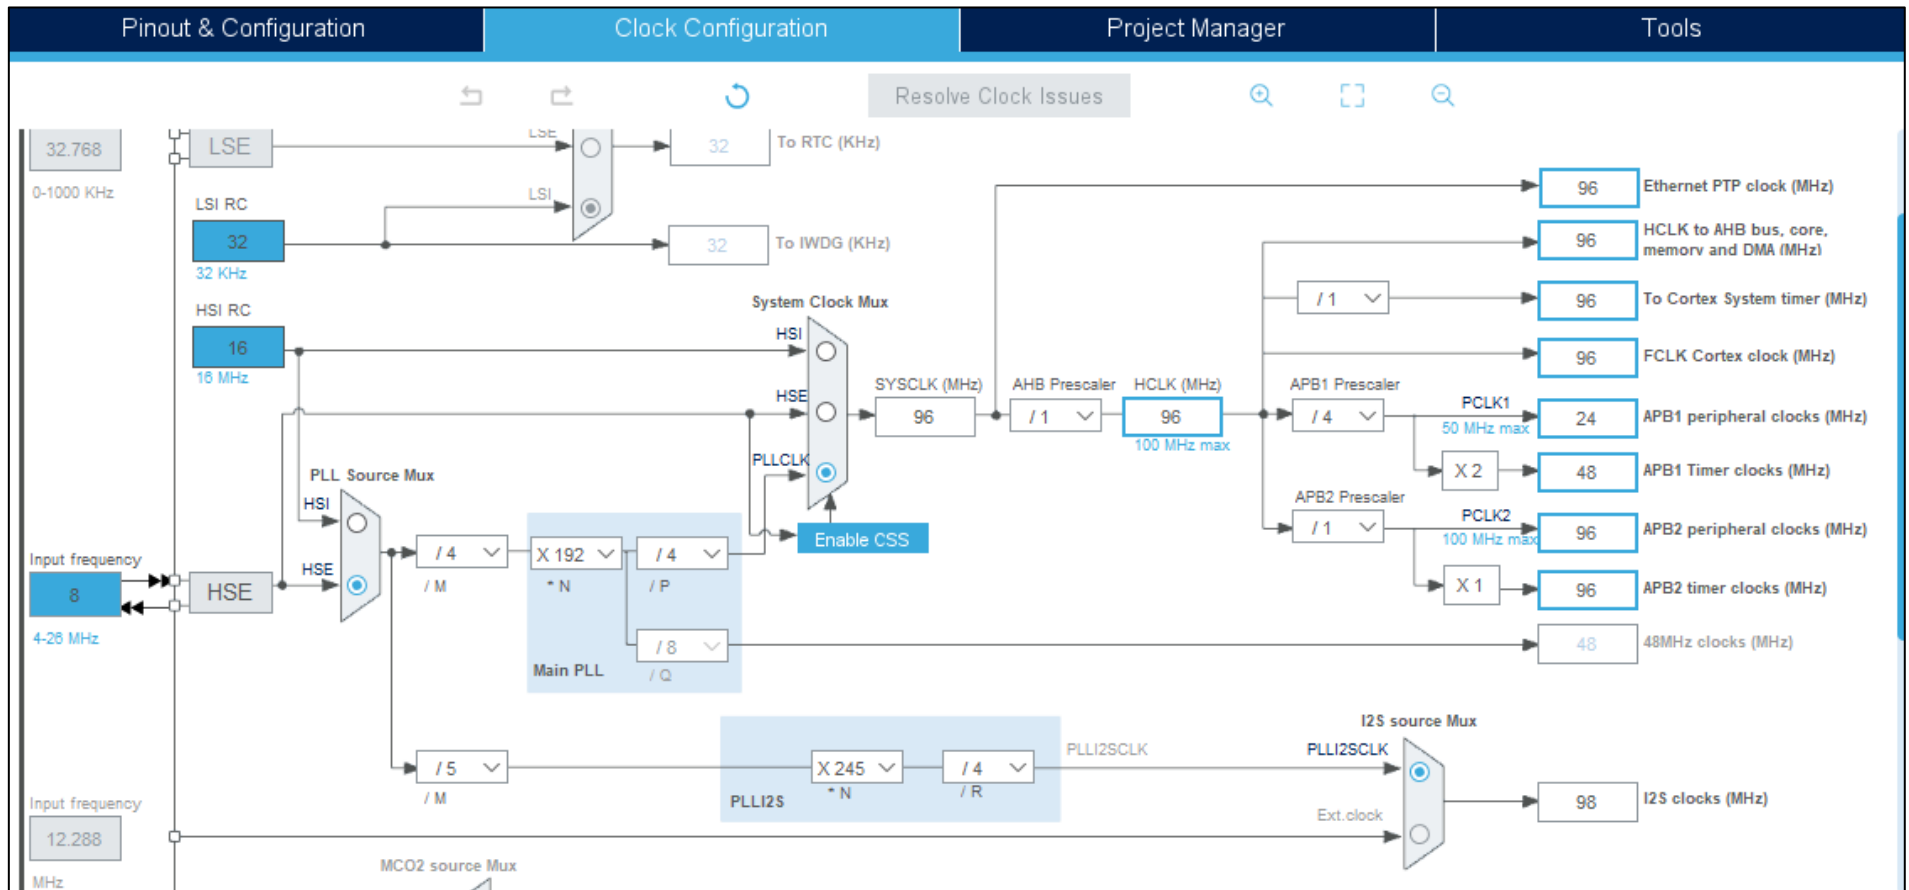 Pinout & Configuration
Clock Configuration
Project Manager
Tools
Resolve Clock Issues
32.768
0-1000 KHz
LSE
LSE
LSI
32
To RTC (KHz)
LSI RC
32
32 KHz
32
To IWDG (KHz)
HSI RC
16
16 MHz
System Clock Mux
HSI
HSE
PLLCLK
Enable CSS
SYSCLK (MHz)
96
AHB Prescaler
/ 1
HCLK (MHz)
96
100 MHz max
96
Ethernet PTP clock (MHz)
96
HCLK to AHB bus, core,
memory and DMA (MHz)
/ 1
96
To Cortex System timer (MHz)
96
FCLK Cortex clock (MHz)
APB1 Prescaler
/ 4
PCLK1
50 MHz max
24
APB1 peripheral clocks (MHz)
X 2
48
APB1 Timer clocks (MHz)
APB2 Prescaler
/ 1
PCLK2
100 MHz max
96
APB2 peripheral clocks (MHz)
X 1
96
APB2 timer clocks (MHz)
48
48MHz clocks (MHz)
PLL Source Mux
HSI
HSE
Input frequency
8
4-26 MHz
HSE
/ 4
/ M
X 192
* N
/ 4
/ P
/ 8
/ Q
Main PLL
/ 5
/ M
X 245
* N
/ 4
/ R
PLLI2S
PLLI2SCLK
I2S source Mux
PLLI2SCLK
Ext.clock
98
I2S clocks (MHz)
Input frequency
12.288
MHz
MCO2 source Mux